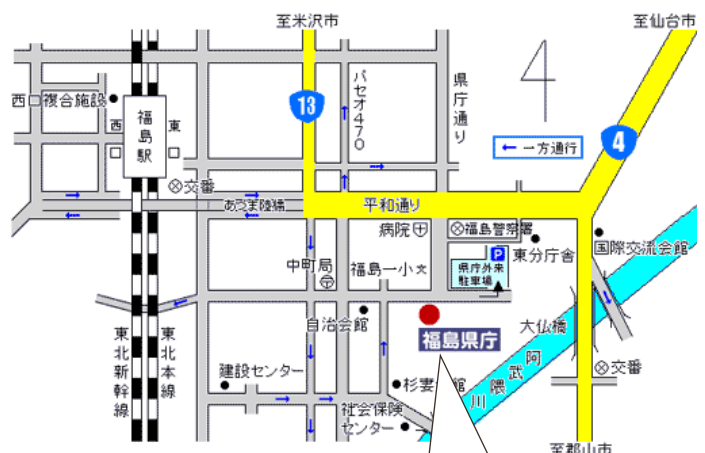 至米沢市
至仙台市
13
パセオ470
県庁通り
4
西口複合施設
福島駅
西
東
口
口
一方通行
交番
あづま陸橋
平和通り
病院
福島警察署
P
東分庁舎
国際交流会館
中町局
福島一小
文
県庁外来
駐車場
自治会館
福島県庁
大仏橋
阿武隈川
東北新幹線
東北本線
建設センター
杉妻会館
交番
社会保険
センター
至郡山市